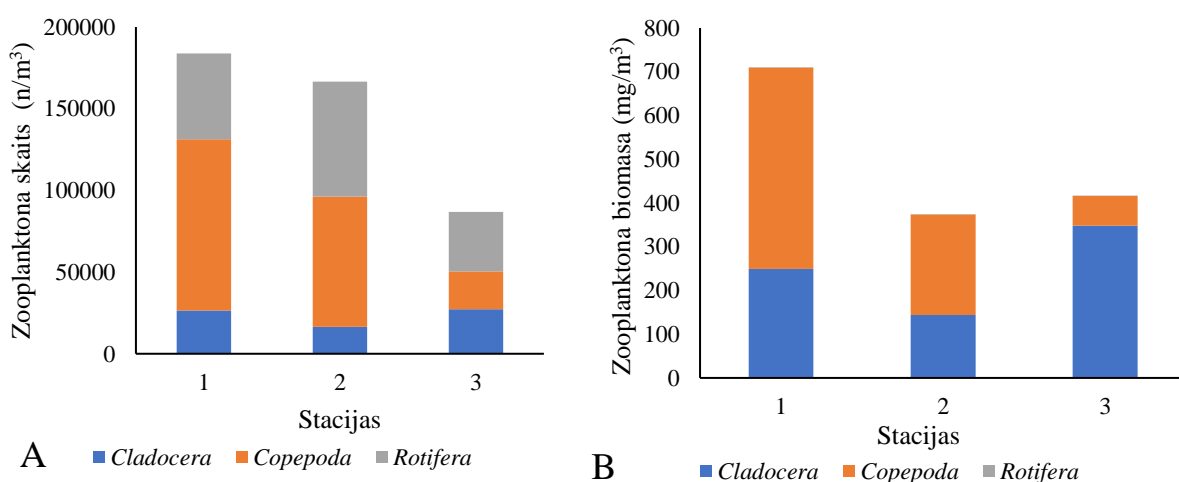 Zooplanktona skaits (n/m³)
200000
150000
100000
50000
0
1 2 3
Stacijas
A
Cladocera Copepoda Rotifera
Zooplanktona biomasa (mg/m³)
800
700
600
500
400
300
200
100
0
1 2 3
Stacijas
B
Cladocera Copepoda Rotifera